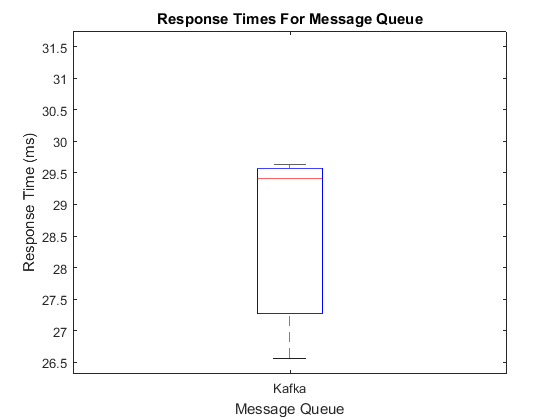 Response Times For Message Queue
Response Time (ms)
31.5
31
30.5
30
29.5
29
28.5
28
27.5
27
26.5
Kafka
Message Queue